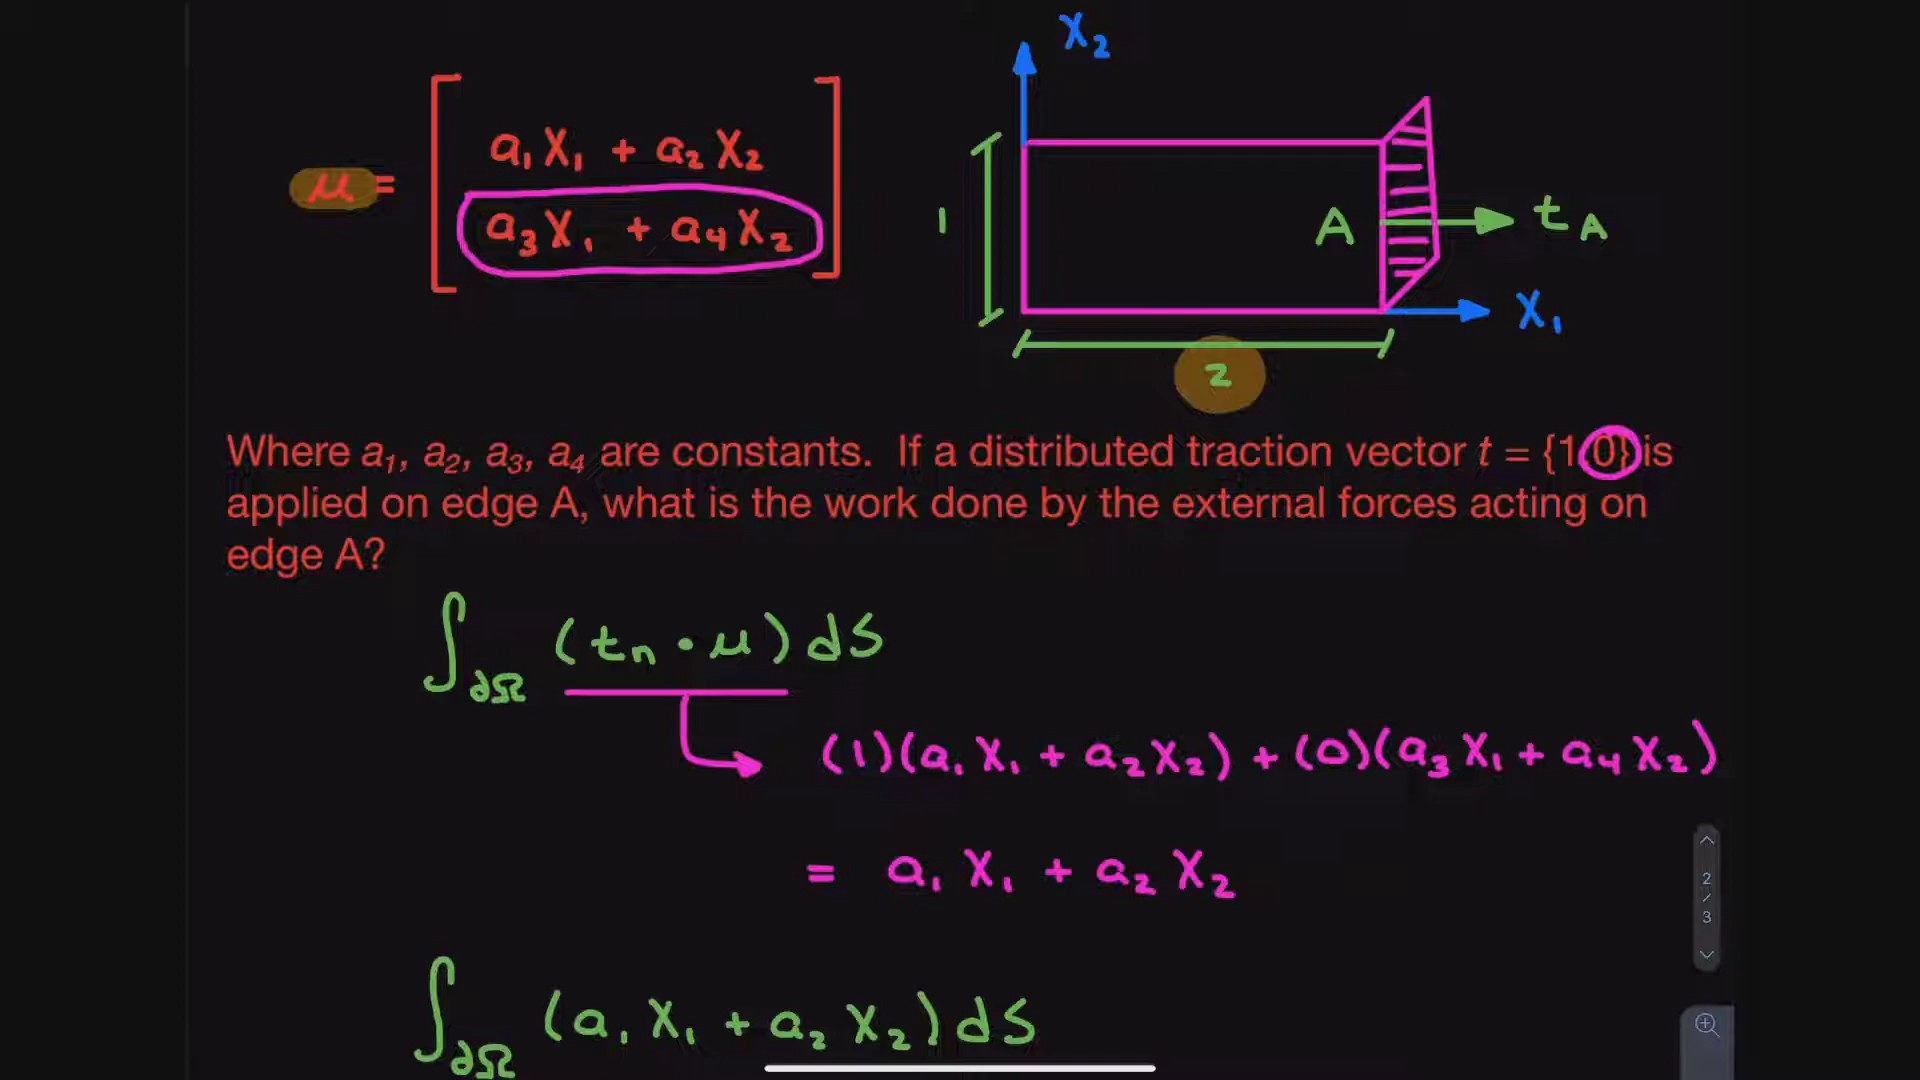 X₂
μ = [ a₁X₁ + a₂X₂
a₃X₁ + a₄X₂ ]
1
A
t_A
X₁
2
Where a₁, a₂, a₃, a₄ are constants. If a distributed traction vector t = {1 0} is
applied on edge A, what is the work done by the external forces acting on
edge A?
∫_∂Ω (tₙ • μ) dS
(1)(a₁X₁ + a₂X₂) + (0)(a₃X₁ + a₄X₂)
= a₁X₁ + a₂X₂
2
/
3
∫_∂Ω (a₁X₁ + a₂X₂) dS